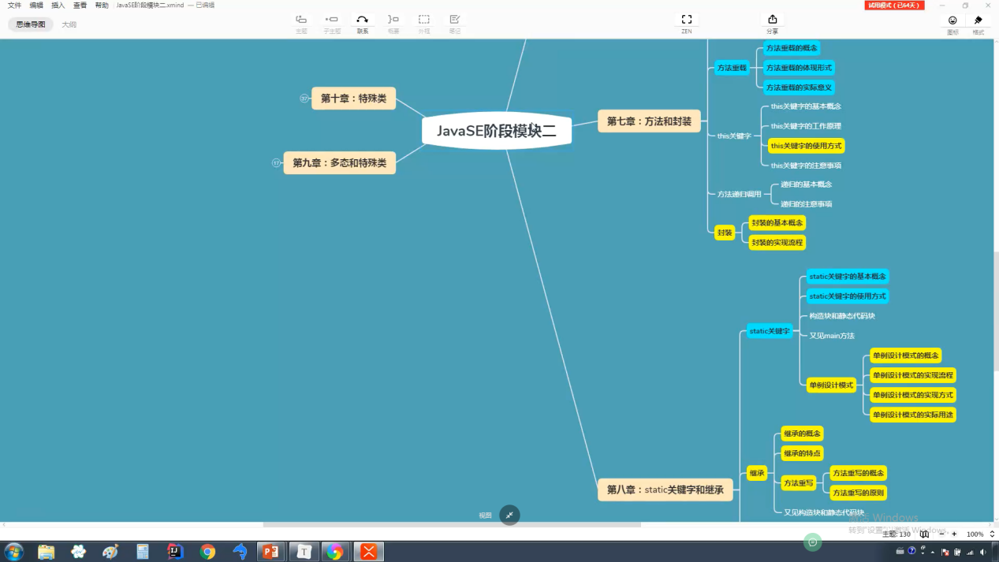 文件 编辑 插入 查看 帮助 JavaSE阶段模块二.xmind — 已编辑
试用模式 (已64天)
思维导图 大纲
主题 子主题 联系 概要 外框 笔记 ZEN 分享 图标 格式
方法重载
方法重载的概念
方法重载的体现形式
方法重载的实际意义
第十章：特殊类
37
JavaSE阶段模块二
第七章：方法和封装
第九章：多态和特殊类
17
this关键字
this关键字的基本概念
this关键字的工作原理
this关键字的使用方式
this关键字的注意事项
方法递归调用
递归的基本概念
递归的注意事项
封装
封装的基本概念
封装的实现流程
static关键字
static关键字的基本概念
static关键字的使用方式
构造块和静态代码块
又见main方法
单例设计模式
单例设计模式的概念
单例设计模式的实现流程
单例设计模式的实现方式
单例设计模式的实际用途
第八章：static关键字和继承
继承
继承的概念
继承的特点
方法重写
方法重写的概念
方法重写的原则
又见构造块和静态代码块
视图
激活 Windows
转到"设置"以激活 Windows。
主题: 130
100%